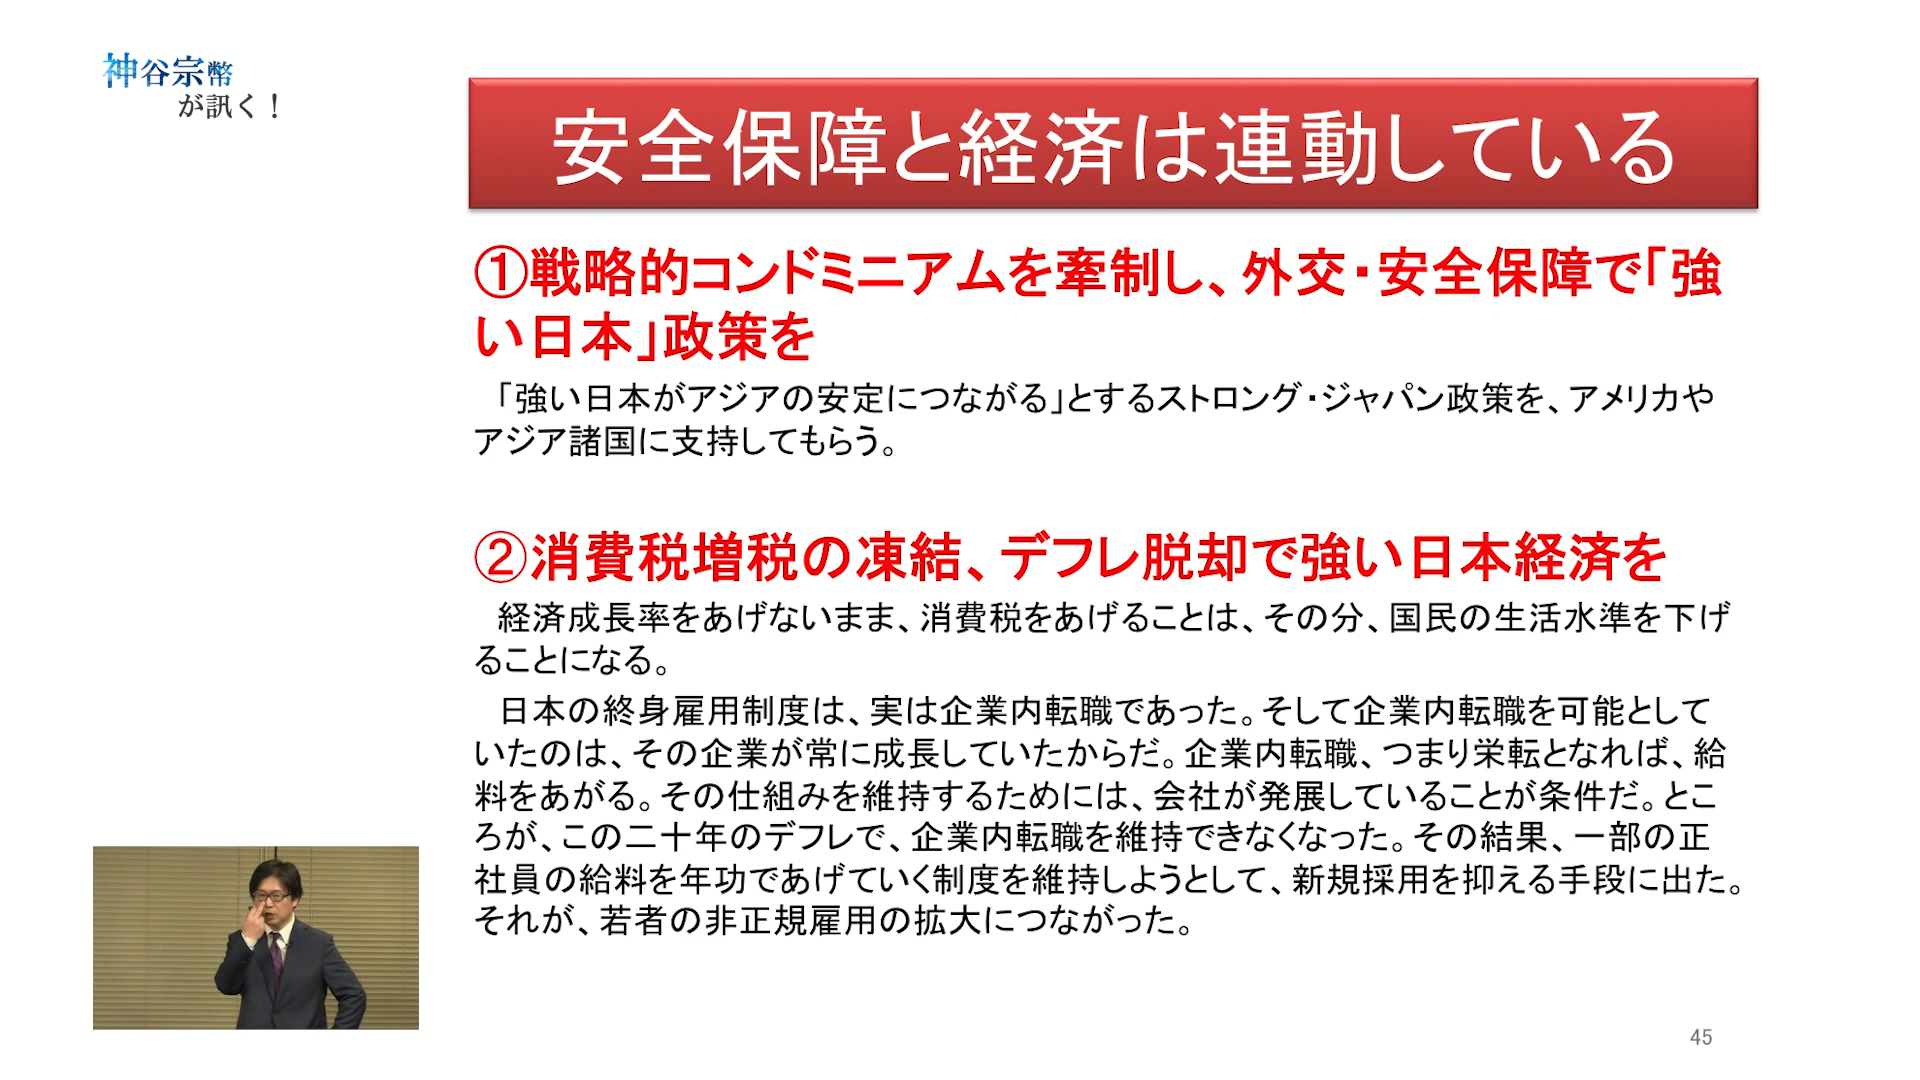 神谷宗幣
が訊く!
安全保障と経済は連動している
①戦略的コンドミニアムを牽制し、外交・安全保障で「強
い日本」政策を
「強い日本がアジアの安定につながる」とするストロング・ジャパン政策を、アメリカや
アジア諸国に支持してもらう。
②消費税増税の凍結、デフレ脱却で強い日本経済を
経済成長率をあげないまま、消費税をあげることは、その分、国民の生活水準を下げ
ることになる。
日本の終身雇用制度は、実は企業内転職であった。そして企業内転職を可能として
いたのは、その企業が常に成長していたからだ。企業内転職、つまり栄転となれば、給
料をあがる。その仕組みを維持するためには、会社が発展していることが条件だ。とこ
ろが、この二十年のデフレで、企業内転職を維持できなくなった。その結果、一部の正
社員の給料を年功であげていく制度を維持しようとして、新規採用を抑える手段に出た。
それが、若者の非正規雇用の拡大につながった。
45